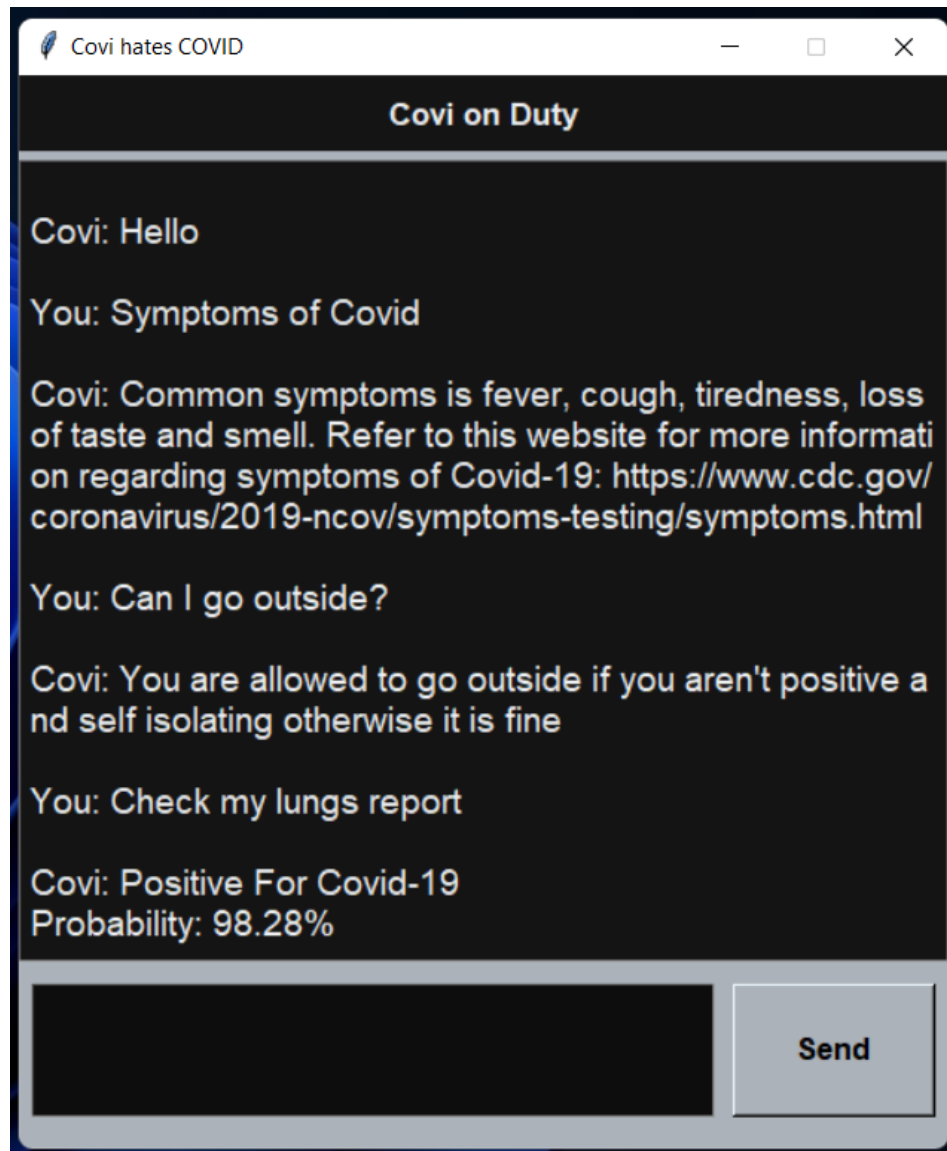 Covi hates COVID
Covi on Duty
Covi: Hello
You: Symptoms of Covid
Covi: Common symptoms is fever, cough, tiredness, loss
of taste and smell. Refer to this website for more informati
on regarding symptoms of Covid-19: https://www.cdc.gov/
coronavirus/2019-ncov/symptoms-testing/symptoms.html
You: Can I go outside?
Covi: You are allowed to go outside if you aren't positive a
nd self isolating otherwise it is fine
You: Check my lungs report
Covi: Positive For Covid-19
Probability: 98.28%
Send